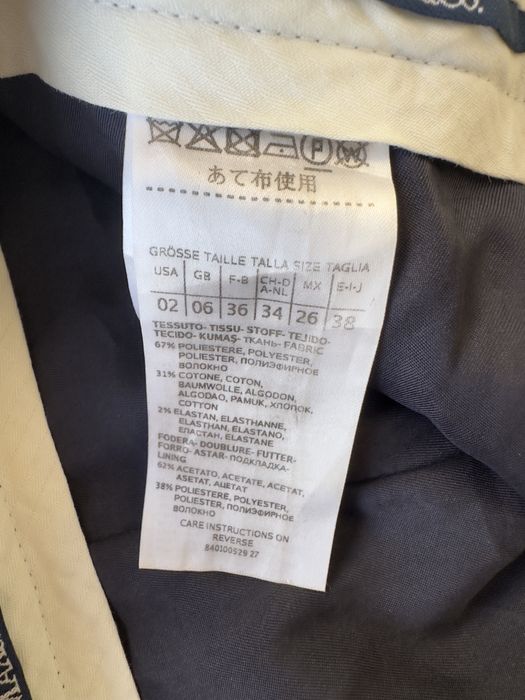 P W
あて布使用
GRÖSSE TAILLE TALLA SIZE TAGLIA
USA GB F-B CH-D A-NL MX E-I-J
02 06 36 34 26 38
TESSUTO- TISSU- STOFF- TEJIDO-
TECIDO- KUMAŞ- ТКАНЬ- FABRIC
67% POLIESTERE, POLYESTER,
POLIESTER, ПОЛИЭФИРНОЕ
ВОЛОКНО
31% COTONE, COTON,
BAUMWOLLE, ALGODON,
ALGODAO, PAMUK, ХЛОПОК,
COTTON
2% ELASTAN, ELASTHANNE,
ELASTHAN, ELASTANO,
ЕЛАСТАН, ELASTANE
FODERA- DOUBLURE- FUTTER-
FORRO- ASTAR- ПОДКЛАДКА-
LINING
62% ACETATO, ACETATE, ACETAT,
ASETAT, АЦЕТАТ
38% POLIESTERE, POLYESTER,
POLIESTER, ПОЛИЭФИРНОЕ
ВОЛОКНО
CARE INSTRUCTIONS ON
REVERSE
840100529 27